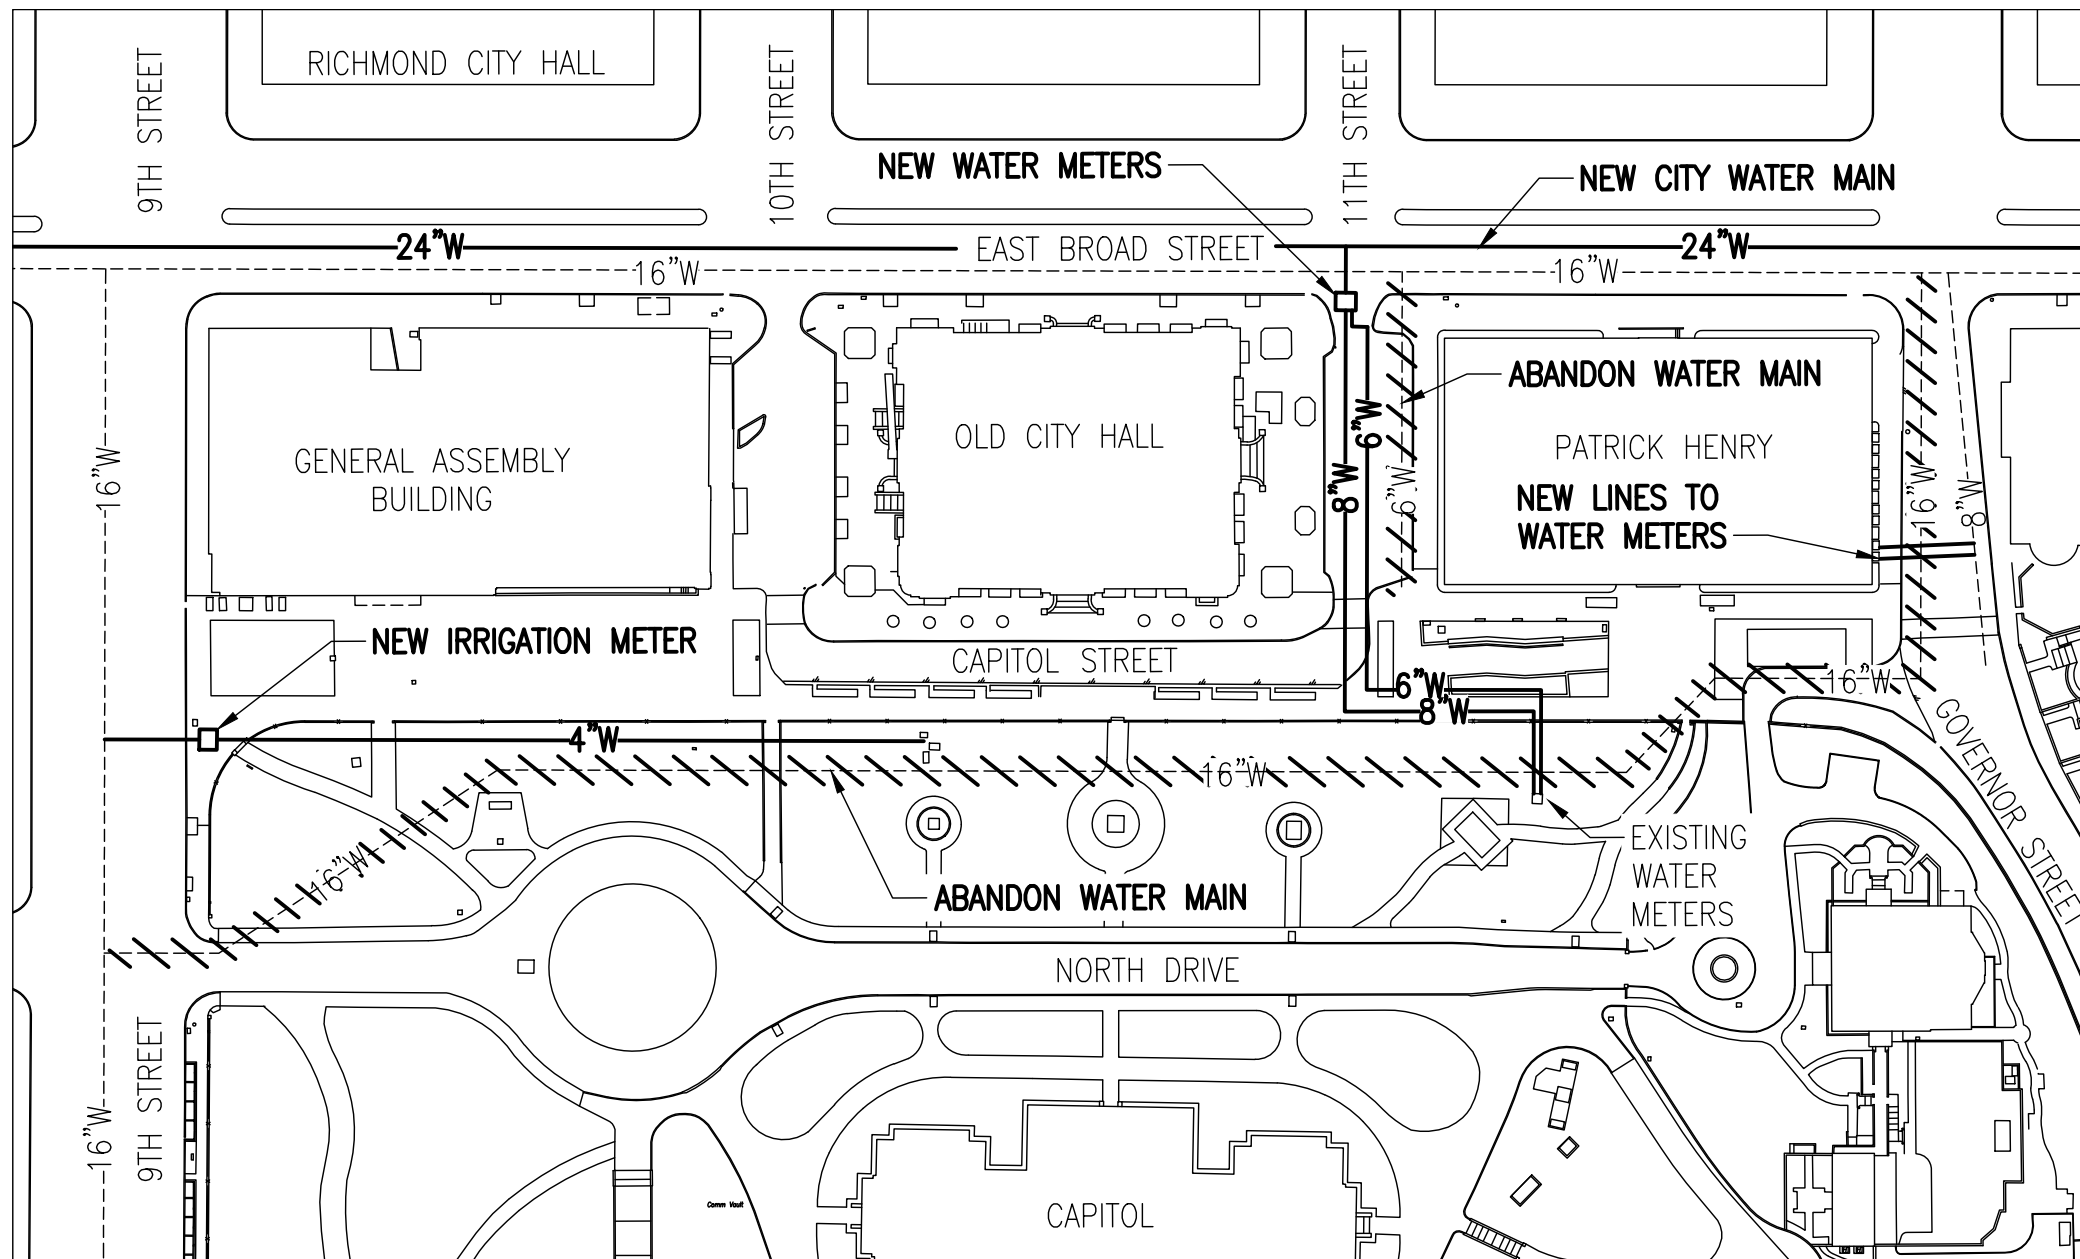 RICHMOND CITY HALL
9TH STREET
10TH STREET
11TH STREET
NEW WATER METERS
NEW CITY WATER MAIN
24"W
EAST BROAD STREET
24"W
16"W
16"W
ABANDON WATER MAIN
6"W
OLD CITY HALL
PATRICK HENRY
GENERAL ASSEMBLY
BUILDING
16"W
8"W
6"W
NEW LINES TO
WATER METERS
16"W
8"W
NEW IRRIGATION METER
CAPITOL STREET
6"W
16"W
8"W
4"W
GOVERNOR STREET
16"W
16"W
EXISTING
WATER
METERS
ABANDON WATER MAIN
NORTH DRIVE
9TH STREET
16"W
Comm Vault
CAPITOL